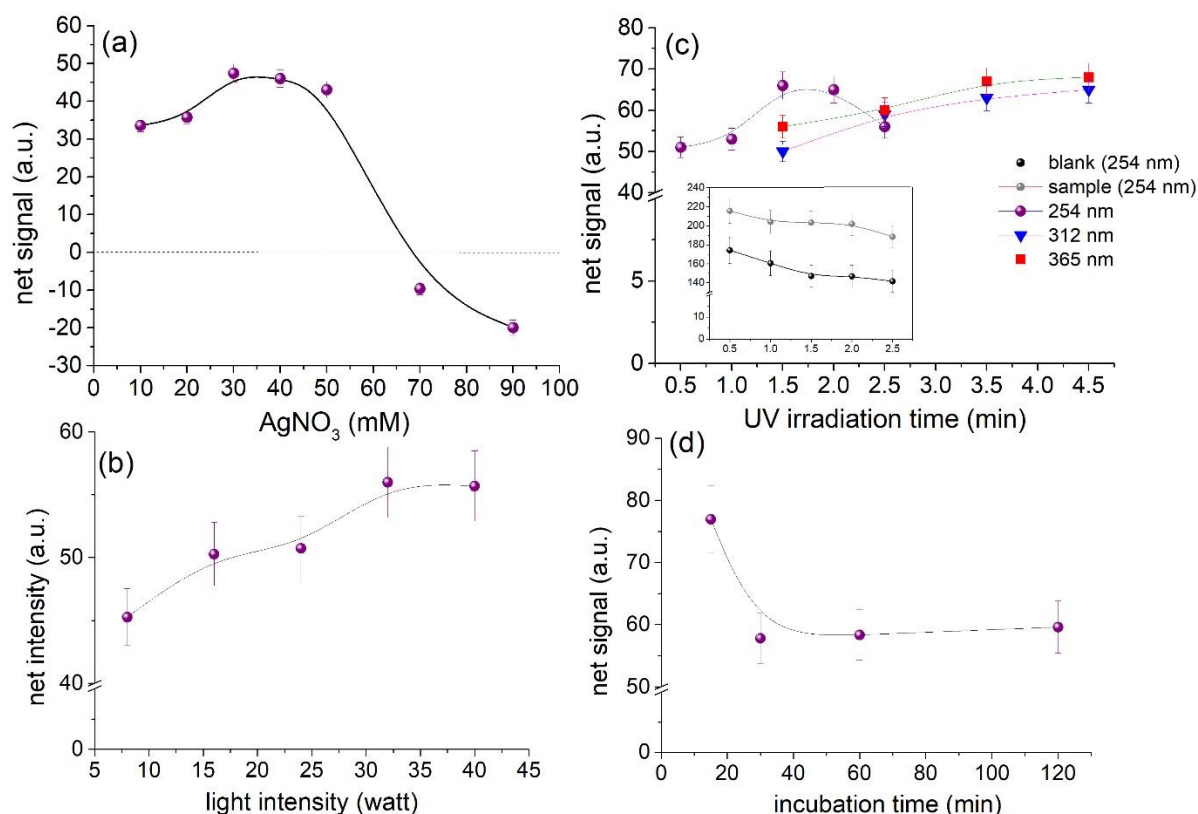 (a)
net signal (a.u.)
60
50
40
30
20
10
0
-10
-20
-30
0 10 20 30 40 50 60 70 80 90 100
AgNO₃ (mM)
(c)
net signal (a.u.)
80
70
60
50
40
5
0
0.5 1.0 1.5 2.0 2.5 3.0 3.5 4.0 4.5
UV irradiation time (min)
blank (254 nm)
sample (254 nm)
254 nm
312 nm
365 nm
240
220
200
180
160
140
10
0
0.5 1.0 1.5 2.0 2.5
(b)
net intensity (a.u.)
60
50
40
0
5 10 15 20 25 30 35 40 45
light intensity (watt)
(d)
net signal (a.u.)
90
80
70
60
50
0
0 20 40 60 80 100 120
incubation time (min)